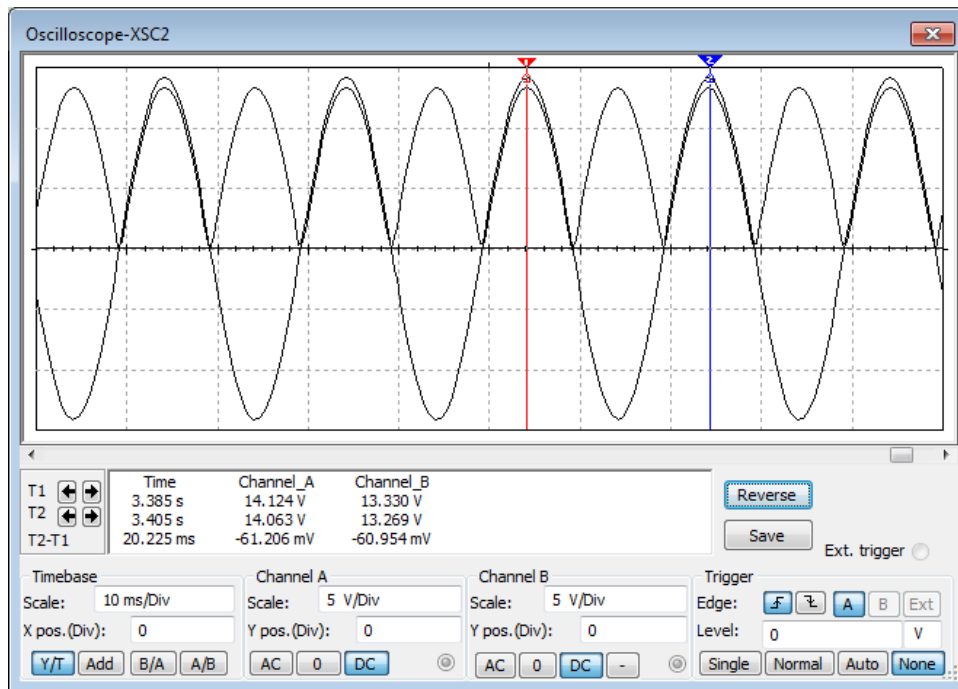 Oscilloscope-XSC2
1 2
Time Channel_A Channel_B
T1 3.385 s 14.124 V 13.330 V
T2 3.405 s 14.063 V 13.269 V
T2-T1 20.225 ms -61.206 mV -60.954 mV
Reverse
Save
Ext. trigger
Timebase Channel A Channel B Trigger
Scale: 10 ms/Div Scale: 5 V/Div Scale: 5 V/Div Edge: A B Ext
X pos.(Div): 0 Y pos.(Div): 0 Y pos.(Div): 0 Level: 0 V
Y/T Add B/A A/B AC 0 DC AC 0 DC - Single Normal Auto None